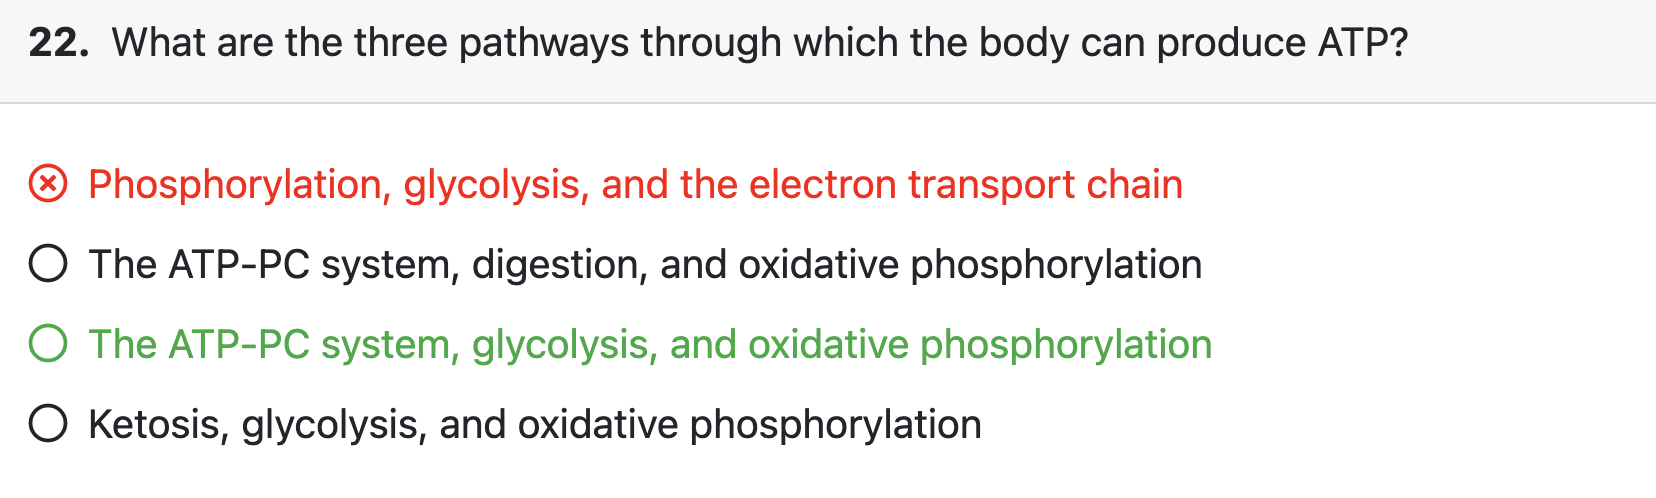 22. What are the three pathways through which the body can produce ATP?
Phosphorylation, glycolysis, and the electron transport chain
The ATP-PC system, digestion, and oxidative phosphorylation
The ATP-PC system, glycolysis, and oxidative phosphorylation
Ketosis, glycolysis, and oxidative phosphorylation